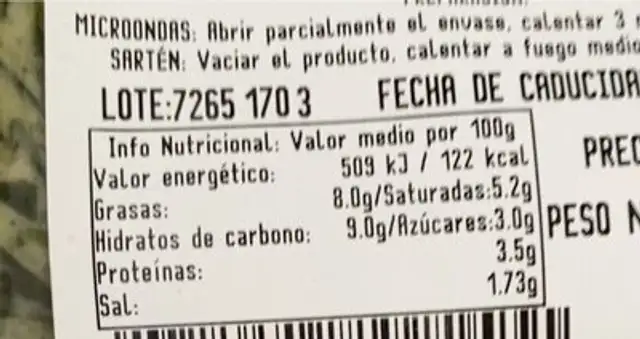 MICROONDAS: Abrir parcialmente el envase, calentar 3
SARTÉN: Vaciar el producto, calentar a fuego medio
LOTE:7265 170 3 FECHA DE CADUCIDA
Info Nutricional: Valor medio por 100g
Valor energético: 509 kJ / 122 kcal
PREC
Grasas: 8.0g/Saturadas:5.2g
Hidratos de carbono: 9.0g/Azúcares:3.0g
PESO N
Proteínas: 3.5g
Sal: 1.73g